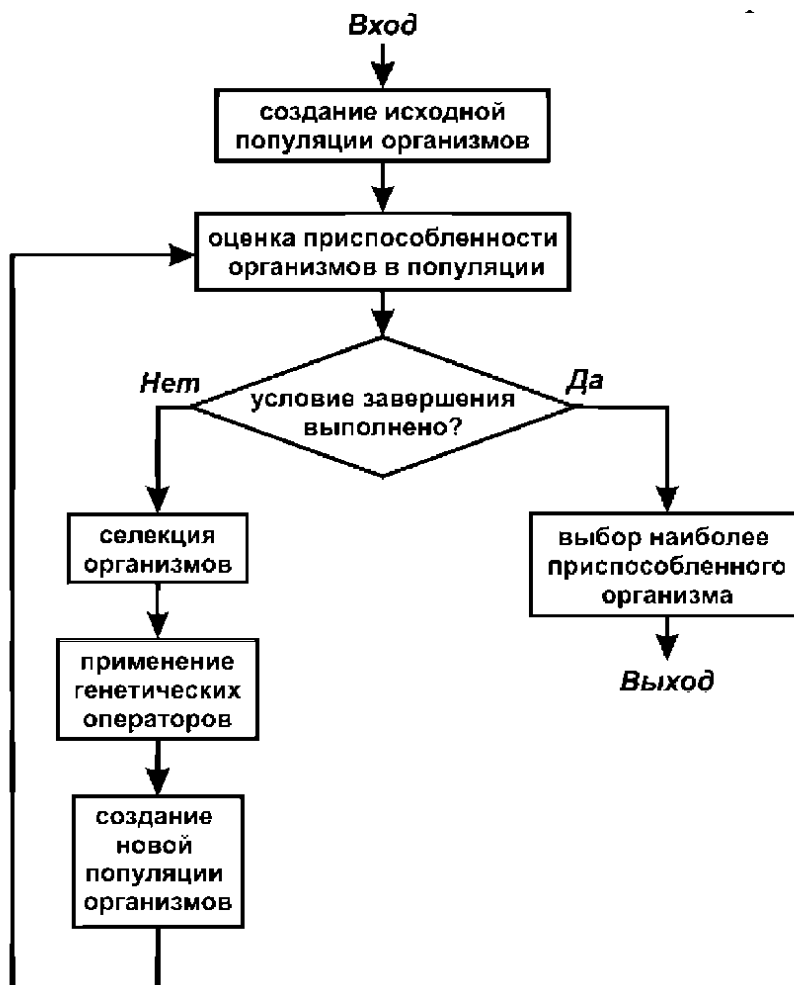 Вход
создание исходной
популяции организмов
оценка приспособленности
организмов в популяции
Нет
Да
условие завершения
выполнено?
селекция
организмов
выбор наиболее
приспособленного
организма
применение
генетических
операторов
Выход
создание
новой
популяции
организмов